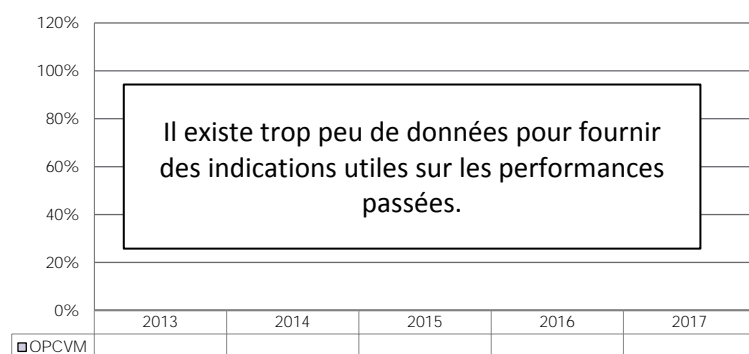 120%
100%
80%
60%
40%
20%
0%
Il existe trop peu de données pour fournir
des indications utiles sur les performances
passées.
2013 2014 2015 2016 2017
OPCVM